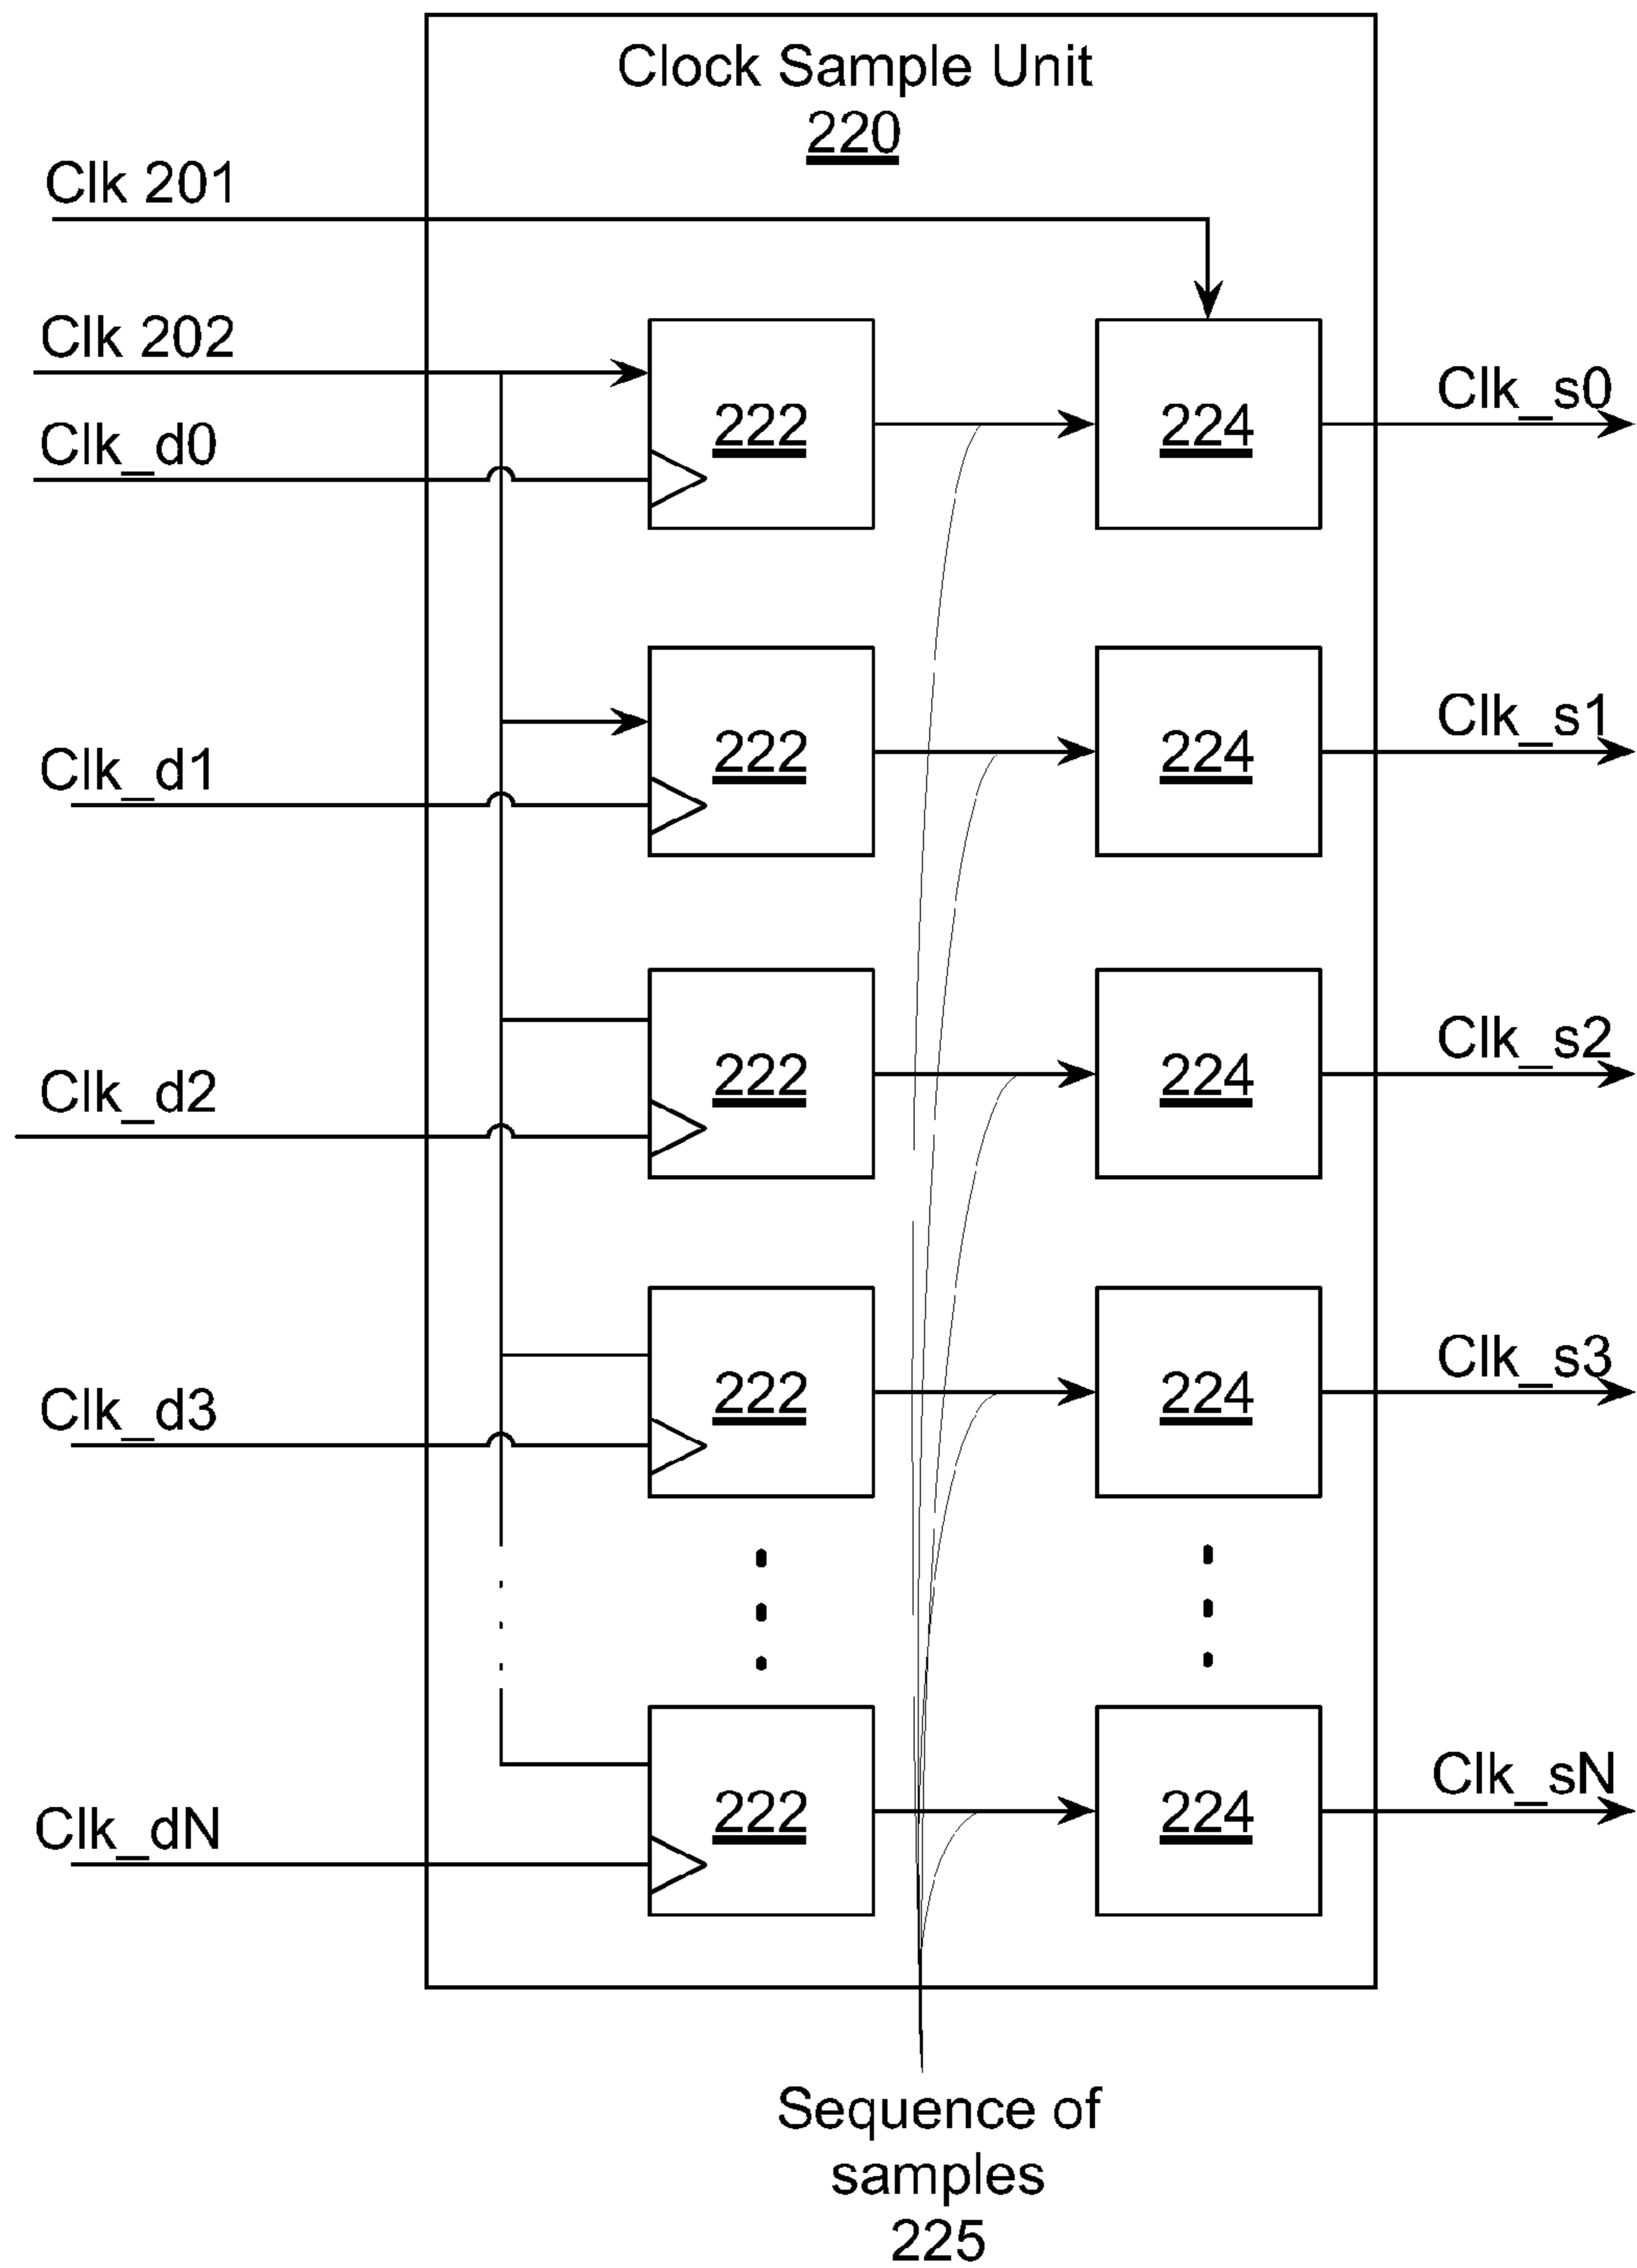 Clock Sample Unit
220
Clk 201
Clk 202
Clk_d0
222
224
Clk_s0
Clk_d1
222
224
Clk_s1
Clk_d2
222
224
Clk_s2
Clk_d3
222
224
Clk_s3
Clk_dN
222
224
Clk_sN
Sequence of
samples
225